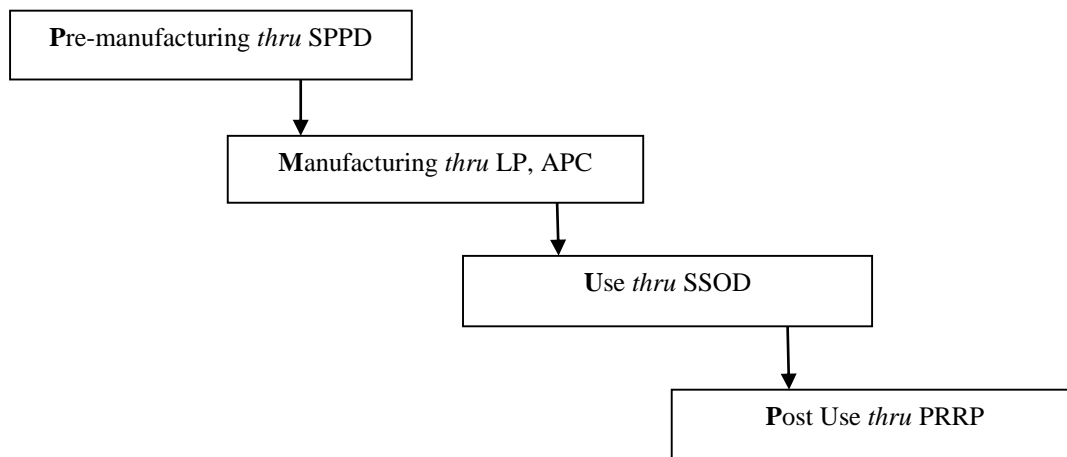 Pre-manufacturing thru SPPD
Manufacturing thru LP, APC
Use thru SSOD
Post Use thru PRRP